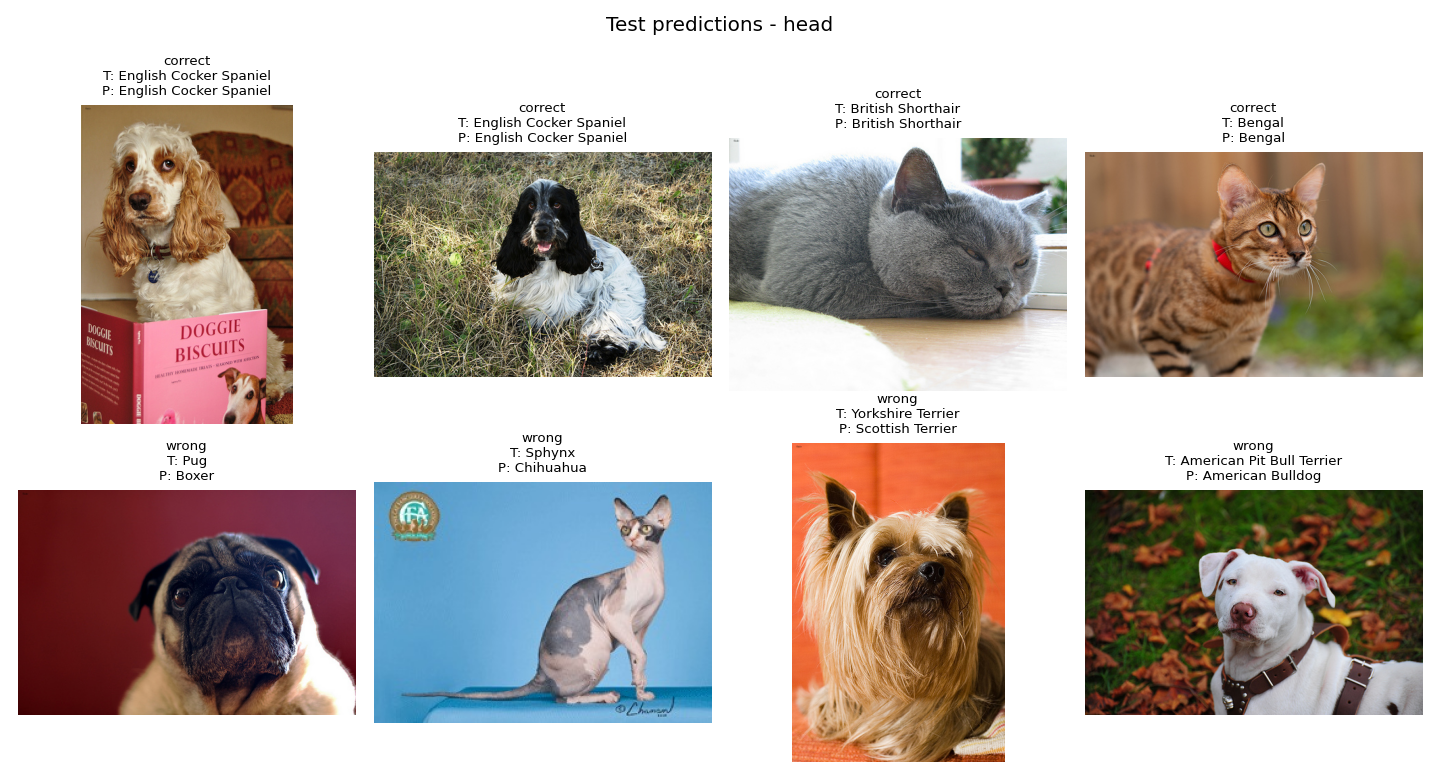 Test predictions - head
correct
T: English Cocker Spaniel
P: English Cocker Spaniel
correct
T: English Cocker Spaniel
P: English Cocker Spaniel
correct
T: British Shorthair
P: British Shorthair
correct
T: Bengal
P: Bengal
DOGGIE
BISCUITS
DOGGIE
BISCUITS
wrong
T: Pug
P: Boxer
wrong
T: Sphynx
P: Chihuahua
wrong
T: Yorkshire Terrier
P: Scottish Terrier
wrong
T: American Pit Bull Terrier
P: American Bulldog